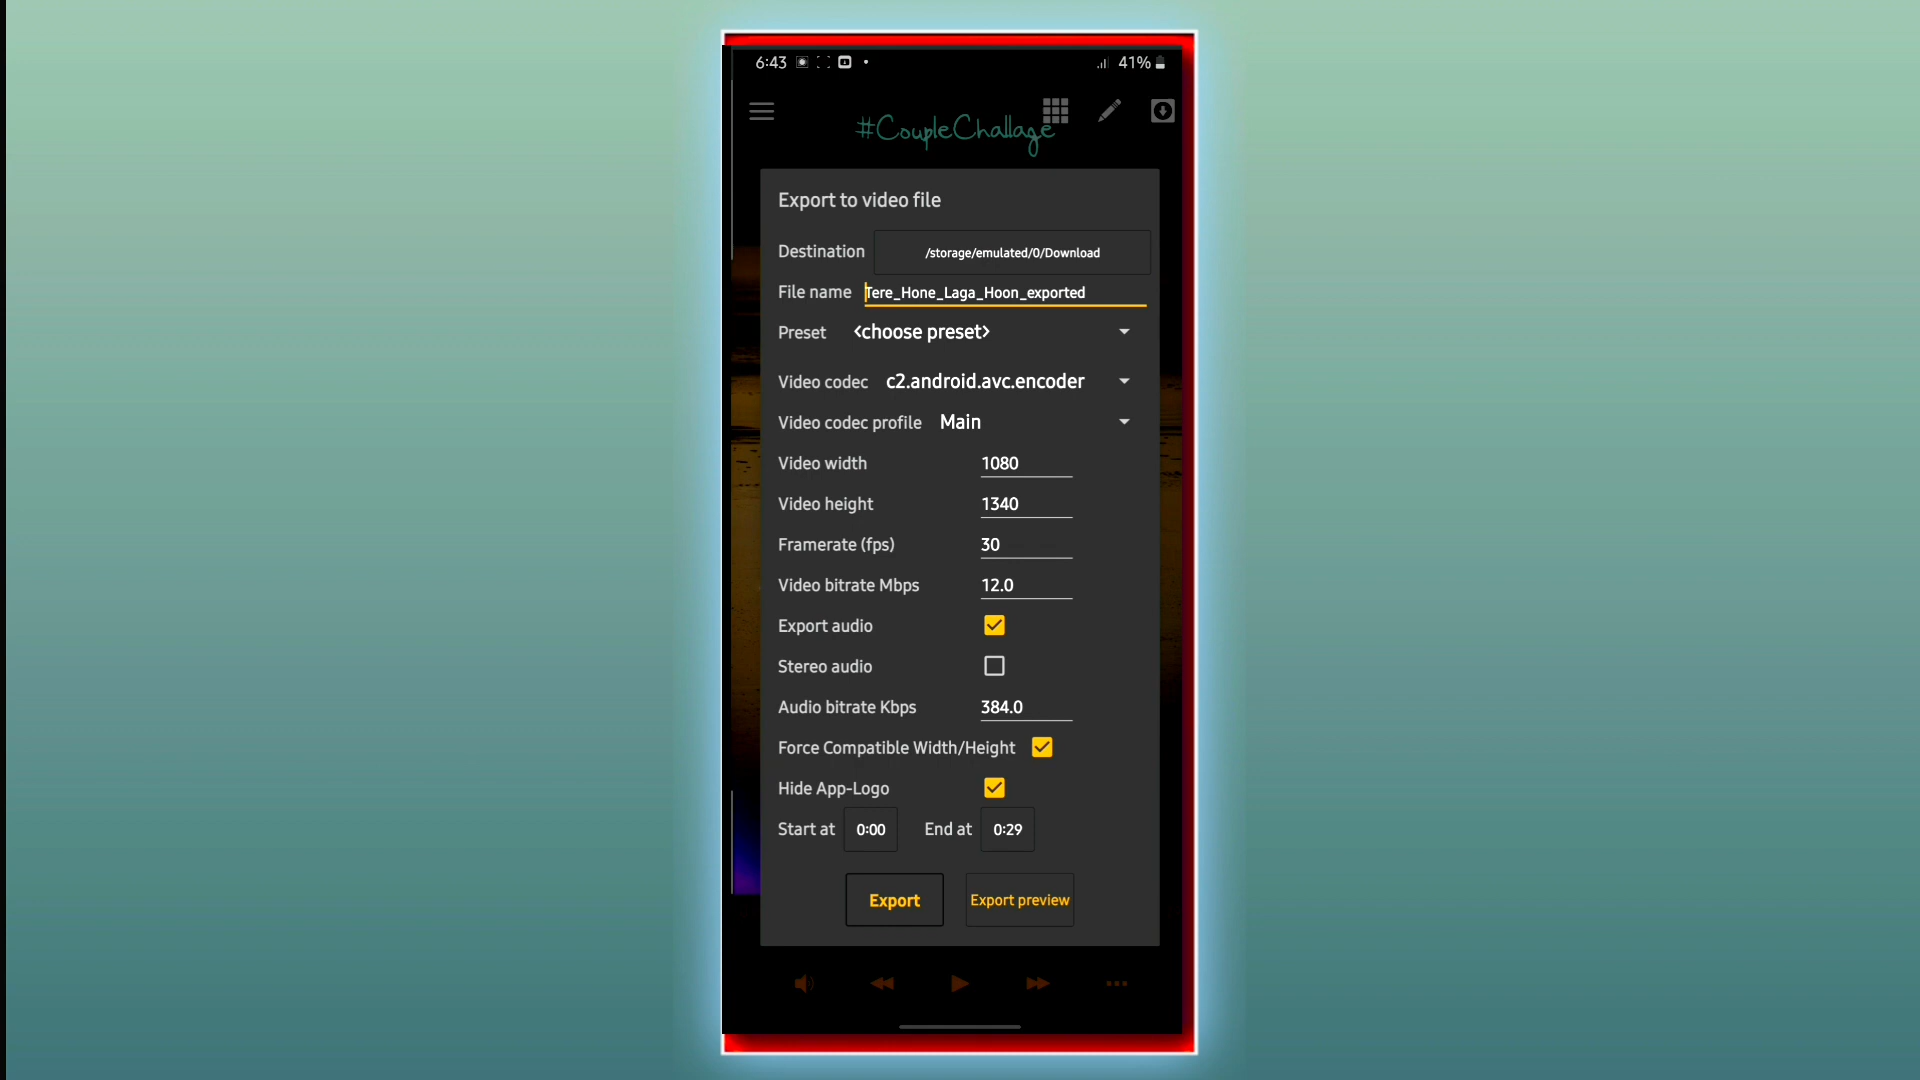 6:43
41%
#CoupleChallage
Export to video file
Destination /storage/emulated/0/Download
File name Tere_Hone_Laga_Hoon_exported
Preset <choose preset>
Video codec c2.android.avc.encoder
Video codec profile Main
Video width 1080
Video height 1340
Framerate (fps) 30
Video bitrate Mbps 12.0
Export audio
Stereo audio
Audio bitrate Kbps 384.0
Force Compatible Width/Height
Hide App-Logo
Start at 0:00 End at 0:29
Export Export preview